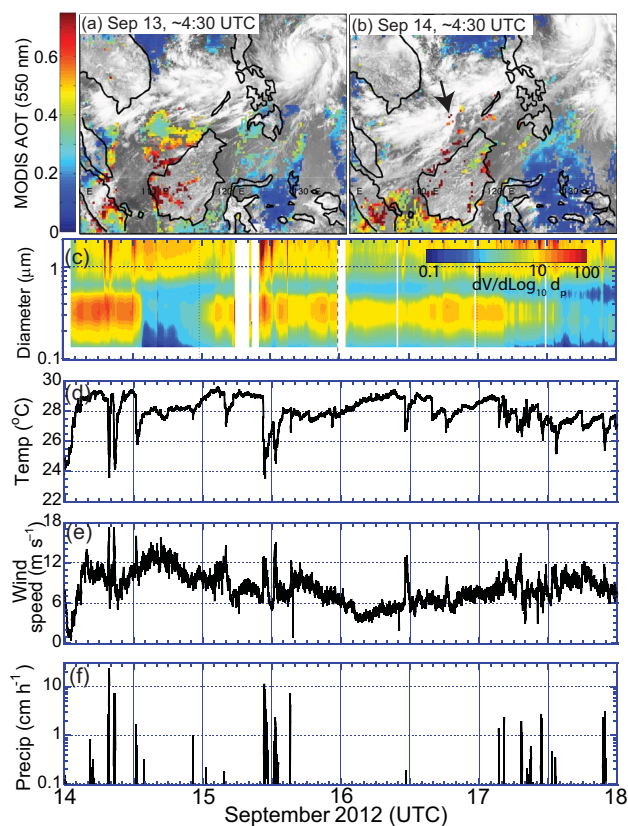 (a) Sep 13, ~4:30 UTC
(b) Sep 14, ~4:30 UTC
MODIS AOT (550 nm)
0.6
0.4
0.2
0
E 110 120 130 E
E 110 120 130 E
(c)
Diameter (μm)
1
0.1
0.1 1 10 100
dV/dLog10 dp
(d)
Temp (°C)
30
28
26
24
22
(e)
Wind speed (m s-1)
18
12
6
0
(f)
Precip (cm h-1)
10
1
0.1
14 15 16 17 18
September 2012 (UTC)